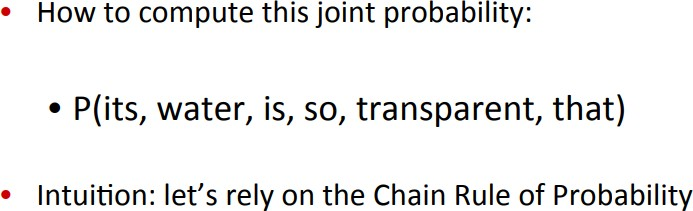 • How to compute this joint probability:
• P(its, water, is, so, transparent, that)
• Intuition: let’s rely on the Chain Rule of Probability